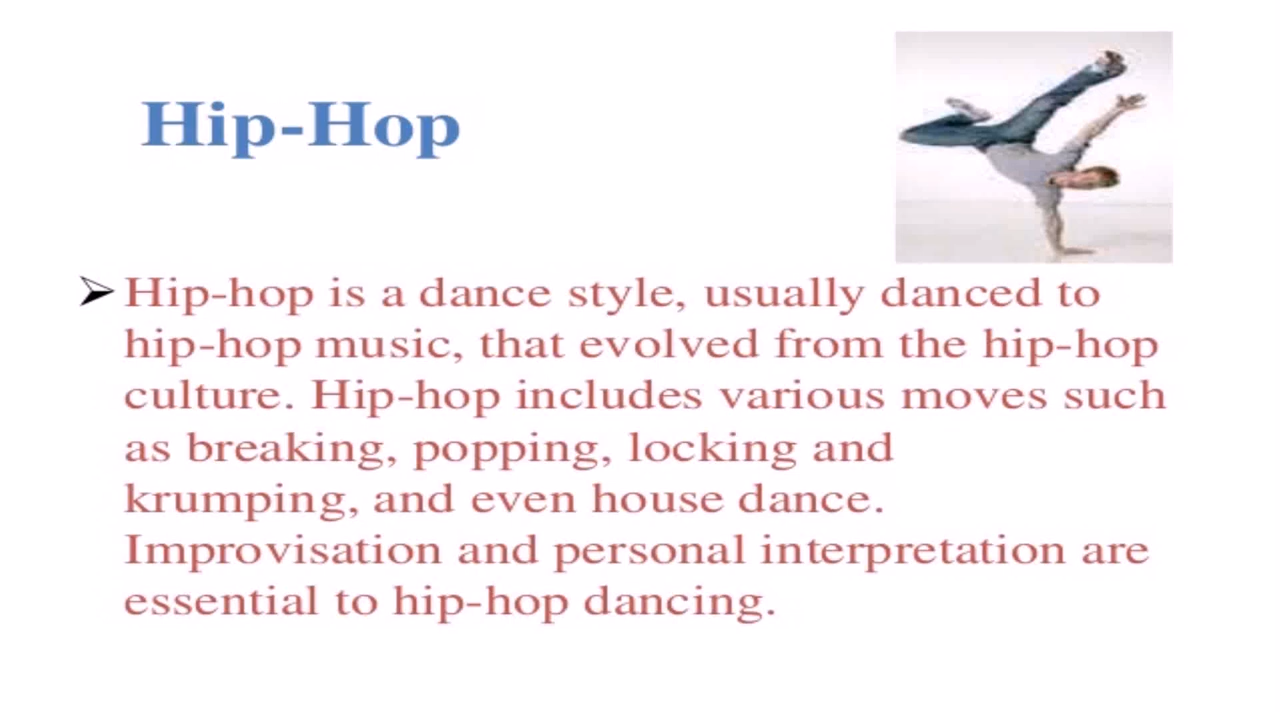 Hip-Hop
Hip-hop is a dance style, usually danced to
hip-hop music, that evolved from the hip-hop
culture. Hip-hop includes various moves such
as breaking, popping, locking and
krumping, and even house dance.
Improvisation and personal interpretation are
essential to hip-hop dancing.